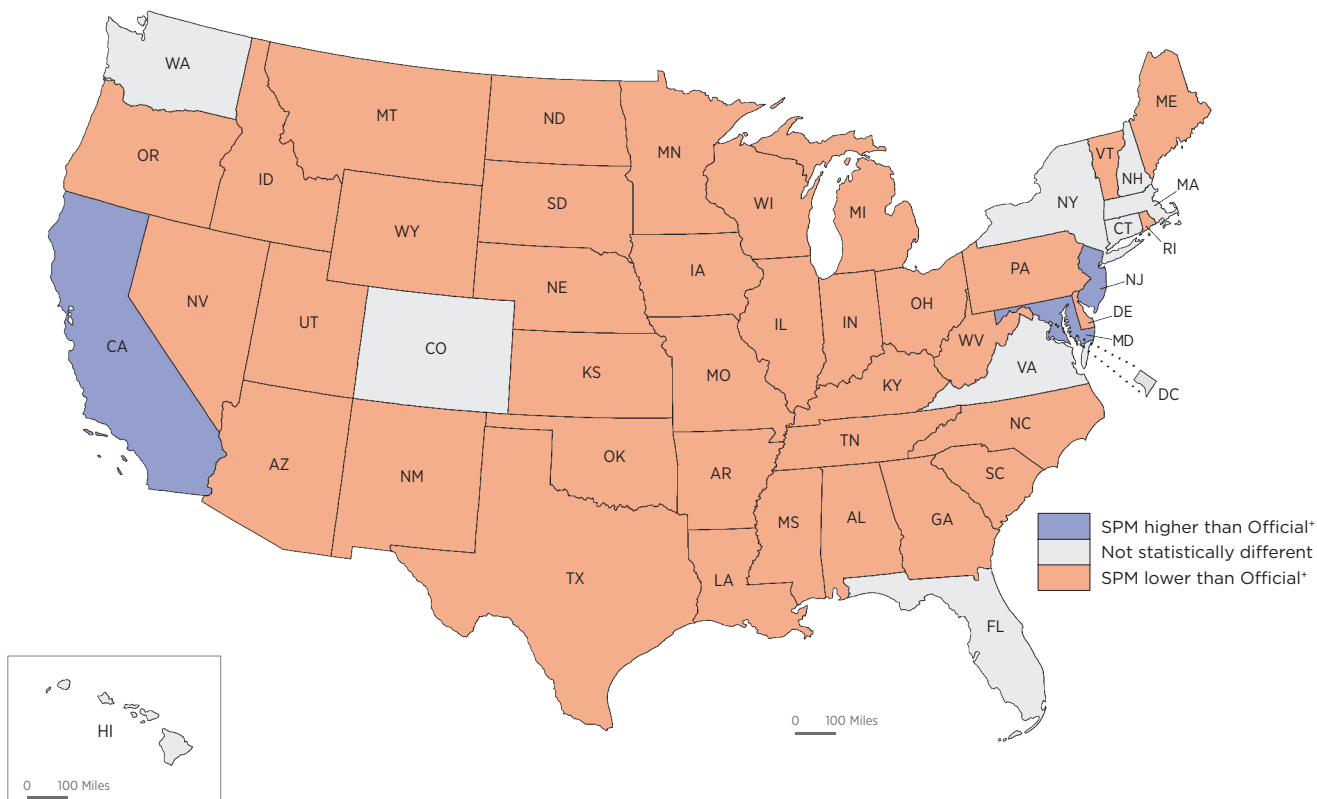 WA
MT
ND
MN
ME
OR
ID
SD
WI
MI
VT
NH
NY
MA
CT
RI
WY
IA
NE
PA
NJ
NV
UT
CO
IL
IN
OH
DE
MD
WV
VA
DC
CA
KS
MO
KY
NC
TN
AZ
NM
OK
AR
SC
MS
AL
GA
TX
LA
FL
HI
SPM higher than Official⁺
Not statistically different
SPM lower than Official⁺
0 100 Miles
0 100 Miles